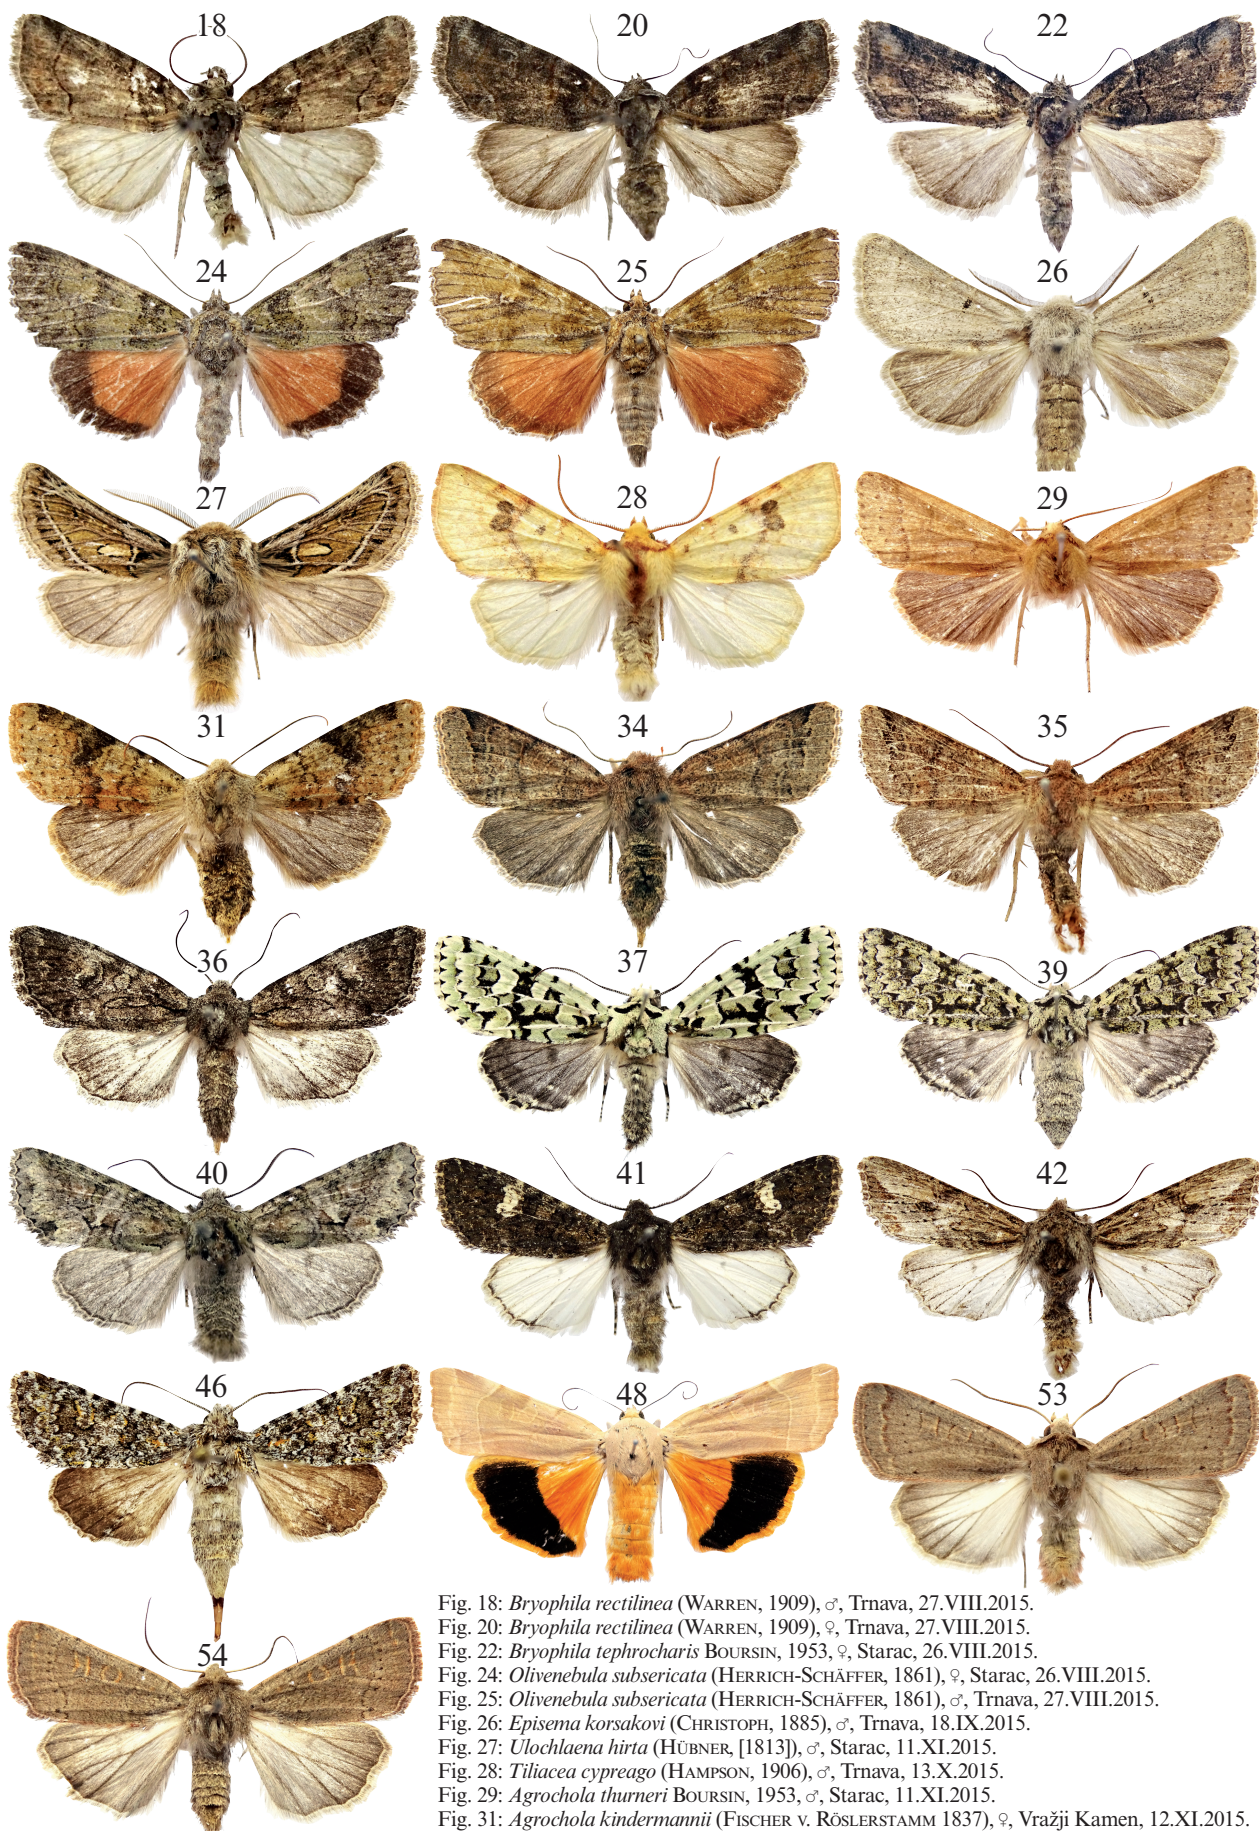 18 20 22
24 25 26
27 28 29
31 34 35
36 37 39
40 41 42
46 48 53
54
Fig. 18: Bryophila rectilinea (WARREN, 1909), ♂, Trnava, 27.VIII.2015.
Fig. 20: Bryophila rectilinea (WARREN, 1909), ♀, Trnava, 27.VIII.2015.
Fig. 22: Bryophila tephrocharis BOURSIN, 1953, ♀, Starac, 26.VIII.2015.
Fig. 24: Olivenebula subsericata (HERRICH-SCHÄFFER, 1861), ♀, Starac, 26.VIII.2015.
Fig. 25: Olivenebula subsericata (HERRICH-SCHÄFFER, 1861), ♂, Trnava, 27.VIII.2015.
Fig. 26: Episema korsakovi (CHRISTOPH, 1885), ♂, Trnava, 18.IX.2015.
Fig. 27: Ulochlaena hirta (HÜBNER, [1813]), ♂, Starac, 11.XI.2015.
Fig. 28: Tiliacea cypreago (HAMPSON, 1906), ♂, Trnava, 13.X.2015.
Fig. 29: Agrochola thurneri BOURSIN, 1953, ♂, Starac, 11.XI.2015.
Fig. 31: Agrochola kindermannii (FISCHER V. RÖSLERSTAMM 1837), ♀, Vražji Kamen, 12.XI.2015.